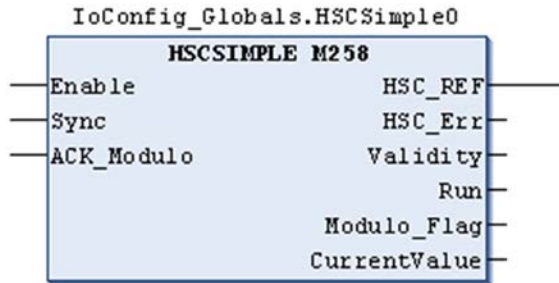 IoConfig_Globals.HSCSimple0
HSCSIMPLE M258
Enable HSC_REF
Sync HSC_Err
ACK_Modulo Validity
Run
Modulo_Flag
CurrentValue